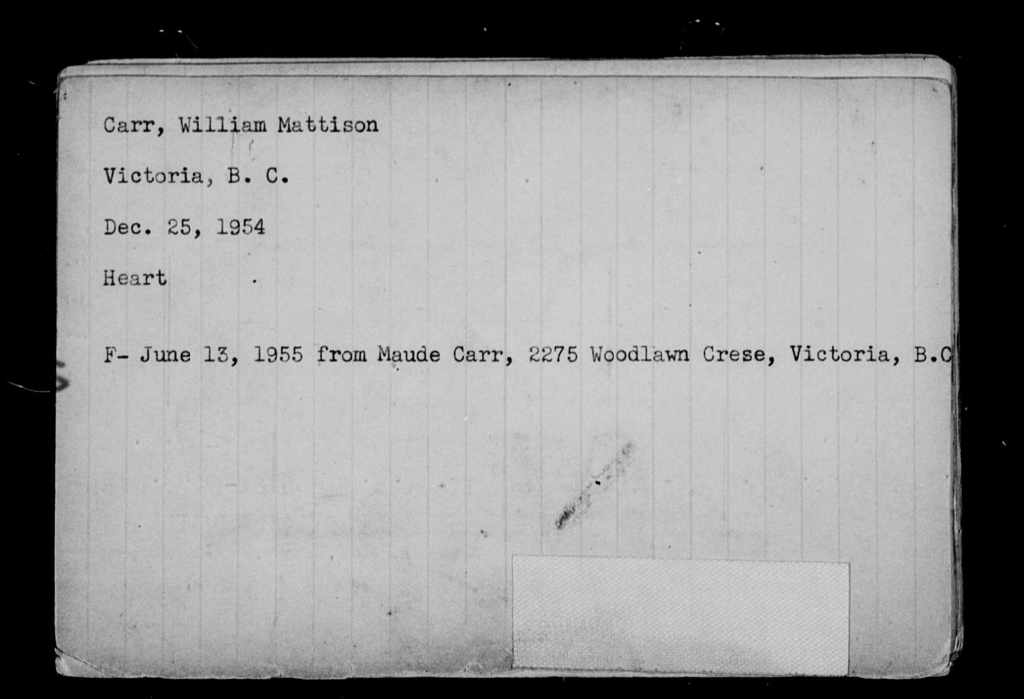 Carr, William Mattison
Victoria, B. C.
Dec. 25, 1954
Heart
F- June 13, 1955 from Maude Carr, 2275 Woodlawn Crese, Victoria, B.C